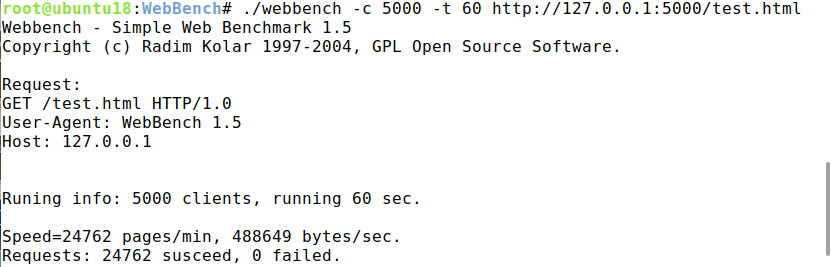 root@ubuntu18:WebBench# ./webbench -c 5000 -t 60 http://127.0.0.1:5000/test.html
Webbench - Simple Web Benchmark 1.5
Copyright (c) Radim Kolar 1997-2004, GPL Open Source Software.
Request:
GET /test.html HTTP/1.0
User-Agent: WebBench 1.5
Host: 127.0.0.1
Runing info: 5000 clients, running 60 sec.
Speed=24762 pages/min, 488649 bytes/sec.
Requests: 24762 susceed, 0 failed.